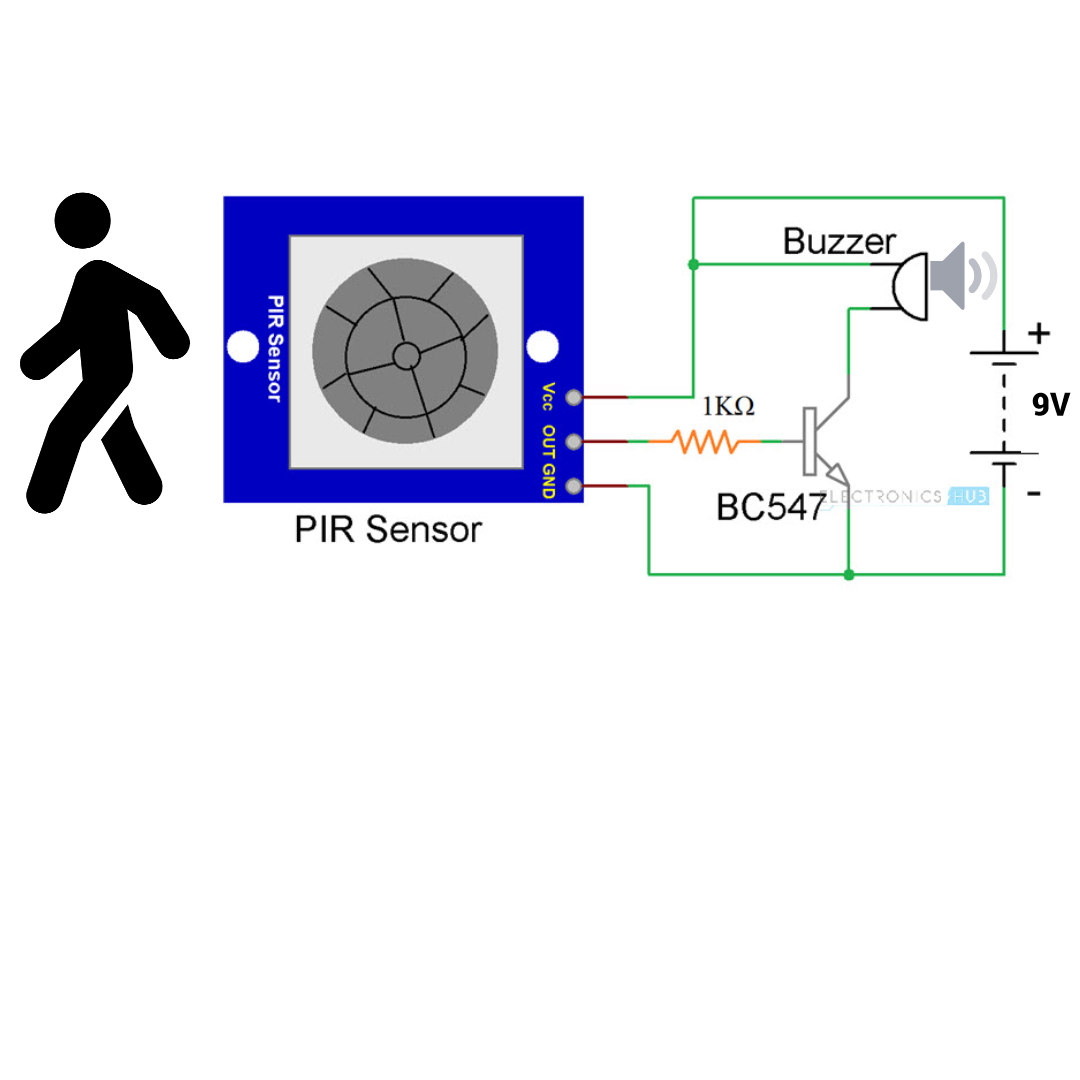 Buzzer
PIR Sensor
+
9V
-
Vcc
OUT
GND
1KΩ
BC547
ELECTRONICS HUB
PIR Sensor